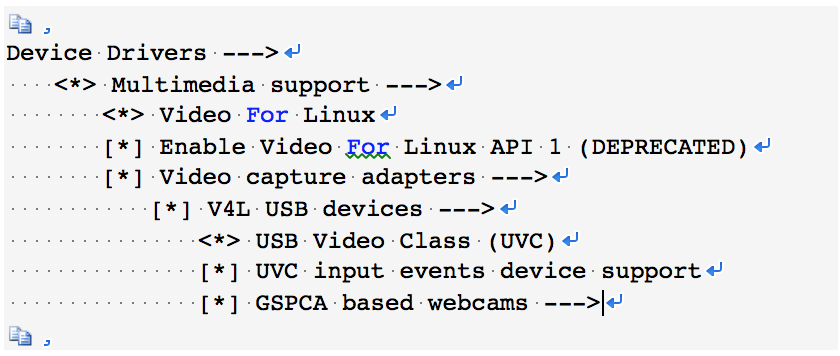 ,
Device Drivers --->
<*> Multimedia support --->
<*> Video For Linux
[*] Enable Video For Linux API 1 (DEPRECATED)
[*] Video capture adapters --->
[*] V4L USB devices --->
<*> USB Video Class (UVC)
[*] UVC input events device support
[*] GSPCA based webcams --->
,